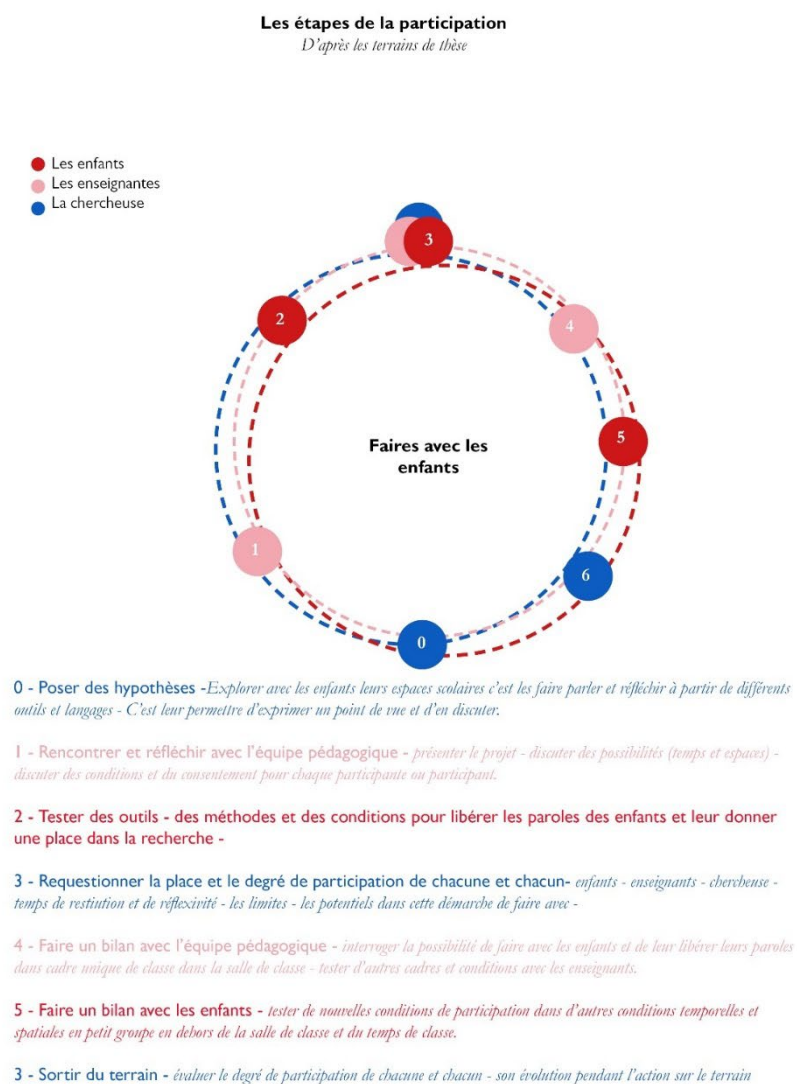 Les étapes de la participation
D'après les terrains de thèse
Les enfants
Les enseignantes
La chercheuse
3
2
4
5
1
6
0
Faires avec les
enfants
0 - Poser des hypothèses -Explorer avec les enfants leurs espaces scolaires c'est les faire parler et réfléchir à partir de différents
outils et langages - C'est leur permettre d'exprimer un point de vue et d'en discuter.
1 - Rencontrer et réfléchir avec l'équipe pédagogique - présenter le projet - discuter des possibilités (temps et espaces) -
discuter des conditions et du consentement pour chaque participante ou participant.
2 - Tester des outils - des méthodes et des conditions pour libérer les paroles des enfants et leur donner
une place dans la recherche -
3 - Requestionner la place et le degré de participation de chacune et chacun- enfants - enseignants - chercheuse -
temps de restiution et de réflexivité - les limites - les potentiels dans cette démarche de faire avec -
4 - Faire un bilan avec l'équipe pédagogique - interroger la possibilité de faire avec les enfants et de leur libérer leurs paroles
dans cadre unique de classe dans la salle de classe - tester d'autres cadres et conditions avec les enseignants.
5 - Faire un bilan avec les enfants - tester de nouvelles conditions de participation dans d'autres conditions temporelles et
spatiales en petit groupe en dehors de la salle de classe et du temps de classe.
3 - Sortir du terrain - évaluer le degré de participation de chacune et chacun - son évolution pendant l'action sur le terrain